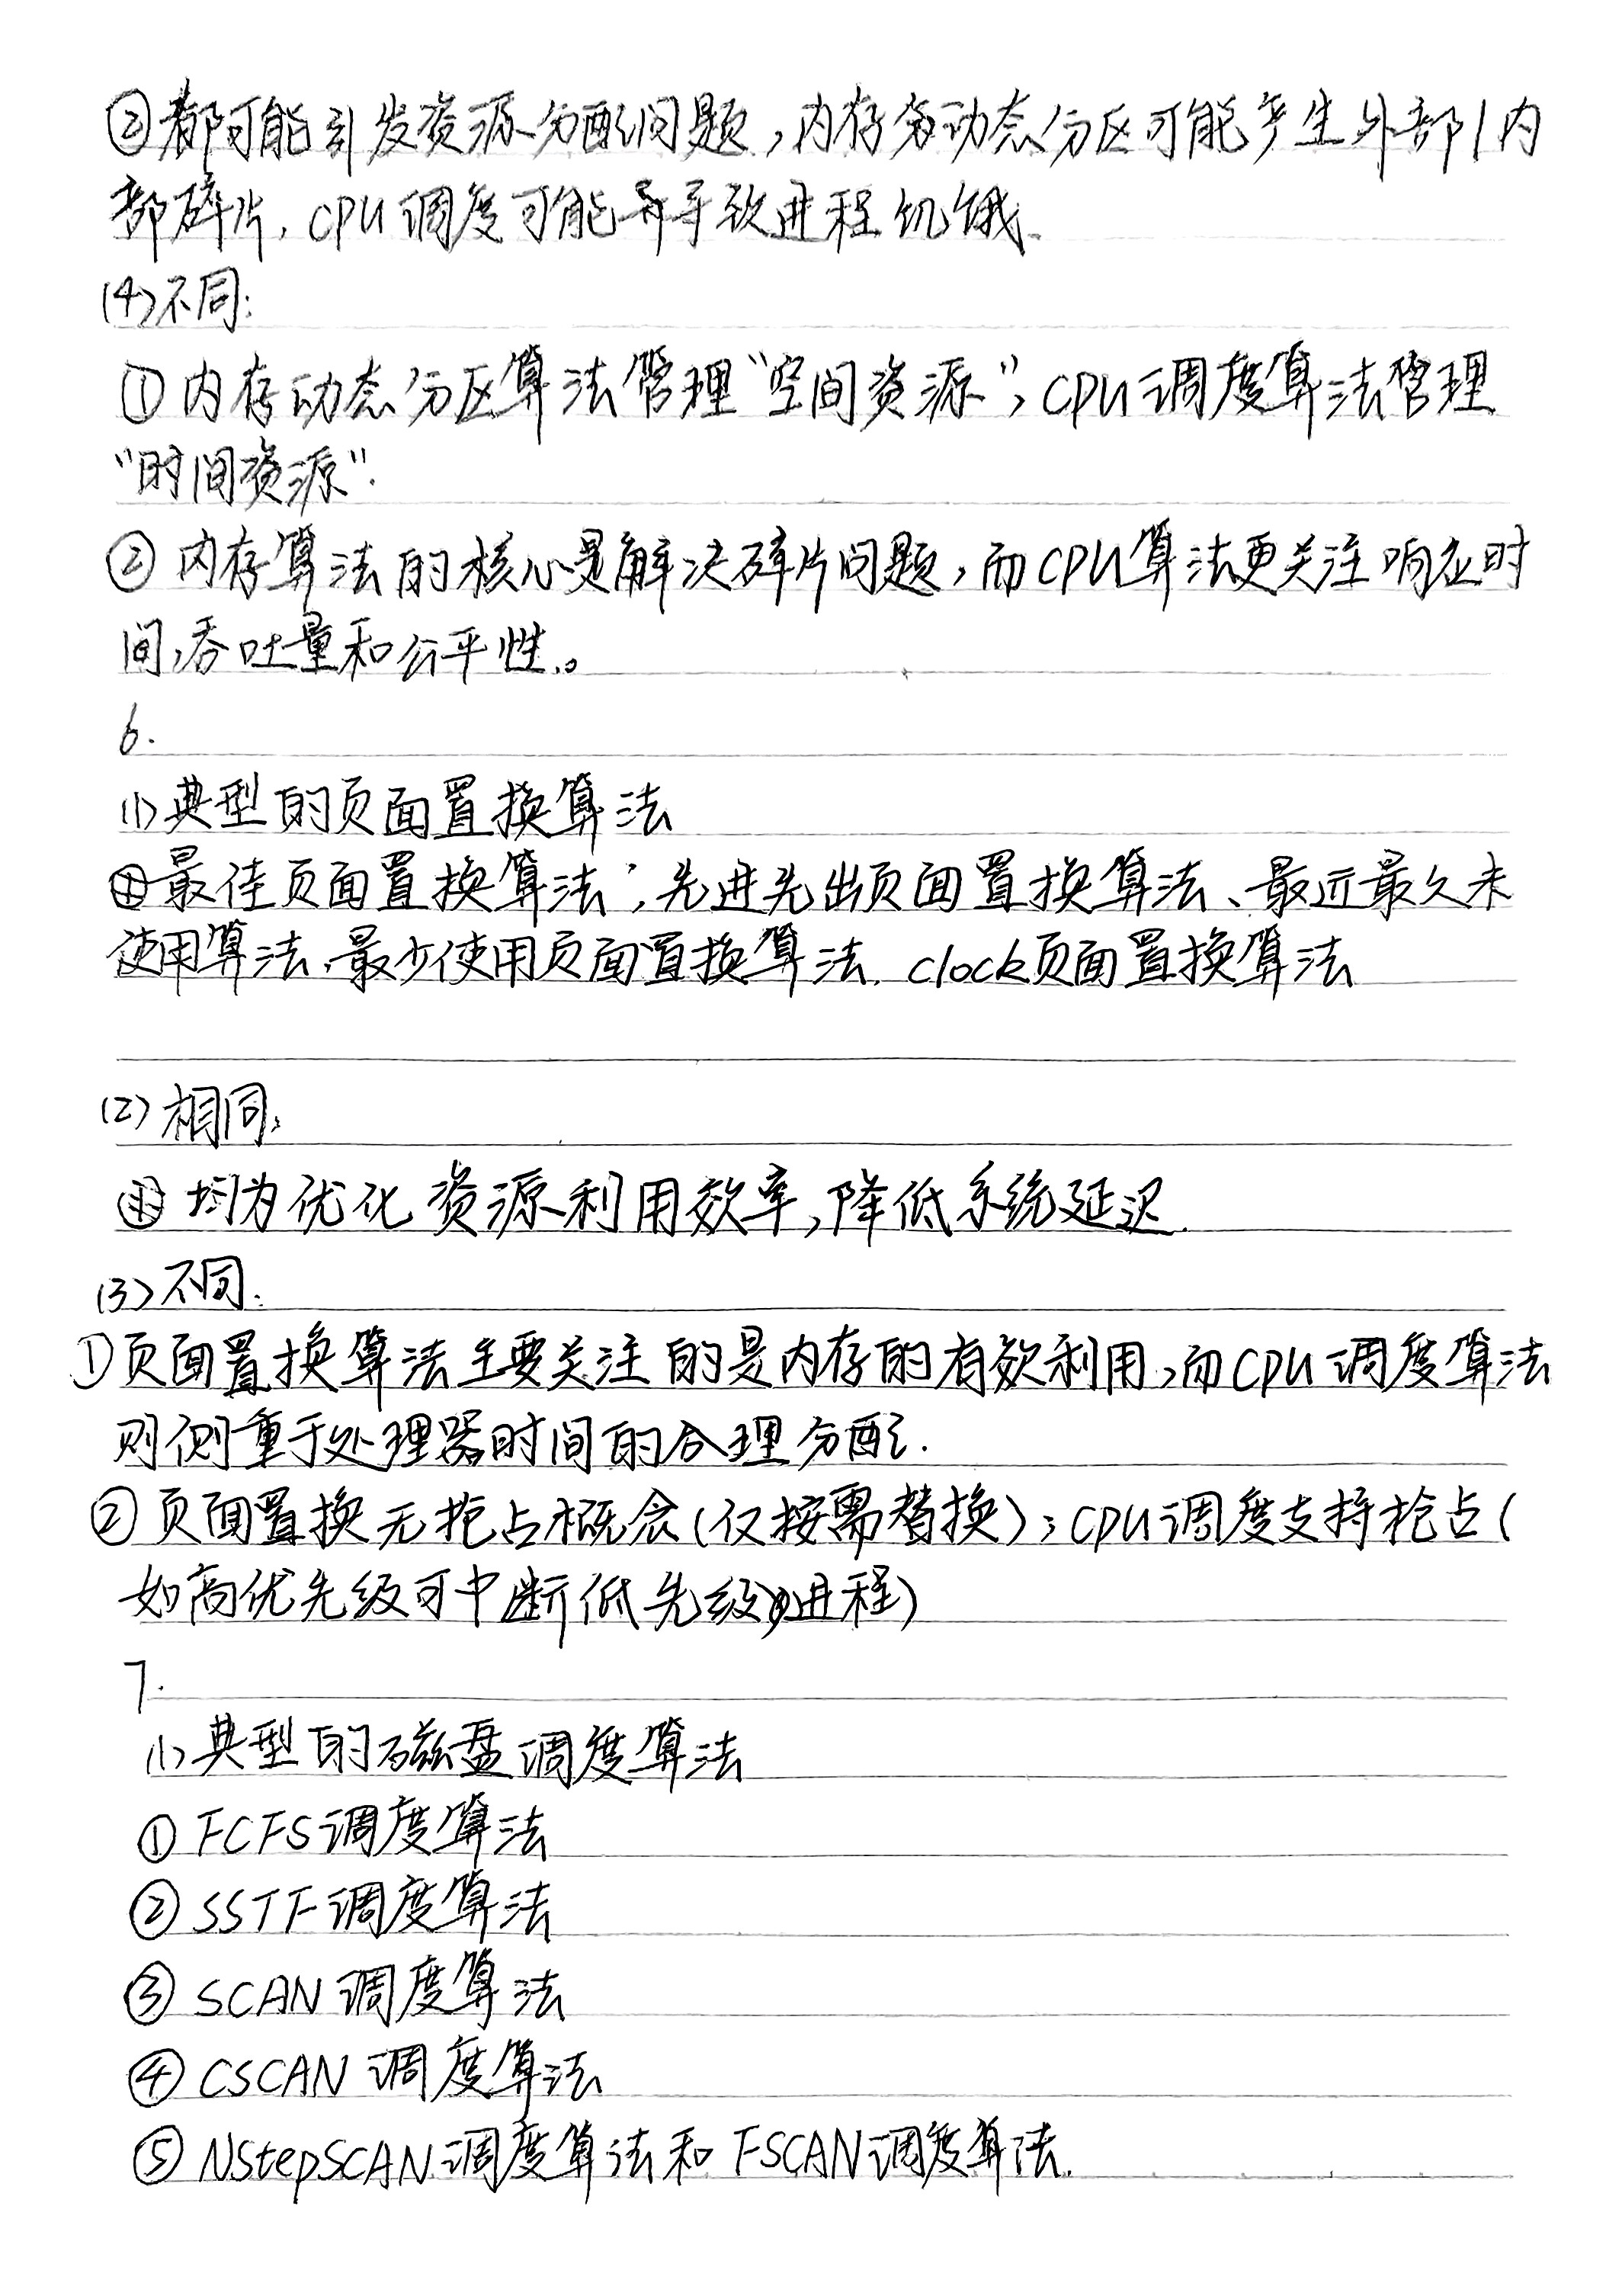 ②都可能引发资源分配问题,内存动态分区可能产生外部/内
部碎片,CPU调度可能导致进程饥饿.
(4)不同:
①内存动态分区算法管理“空间资源”;CPU调度算法管理
“时间资源”.
②内存算法的核心是解决碎片问题,而CPU算法更关注响应时
间,吞吐量和公平性。
6.
(1)典型的页面置换算法
最佳页面置换算法,先进先出页面置换算法、最近最久未
使用算法,最少使用页面置换算法.clock页面置换算法
(2)相同:
均为优化资源利用效率,降低系统延迟.
(3)不同:
①页面置换算法主要关注的是内存的有效利用,而CPU调度算法
则侧重于处理器时间的合理分配.
②页面置换无抢占概念(仅按需替换);CPU调度支持抢占(
如高优先级可中断低先级进程)
7.
(1)典型的磁盘调度算法
①FCFS调度算法
②SSTF调度算法
③SCAN调度算法
④CSCAN调度算法
⑤NStepSCAN调度算法和FSCAN调度算法.